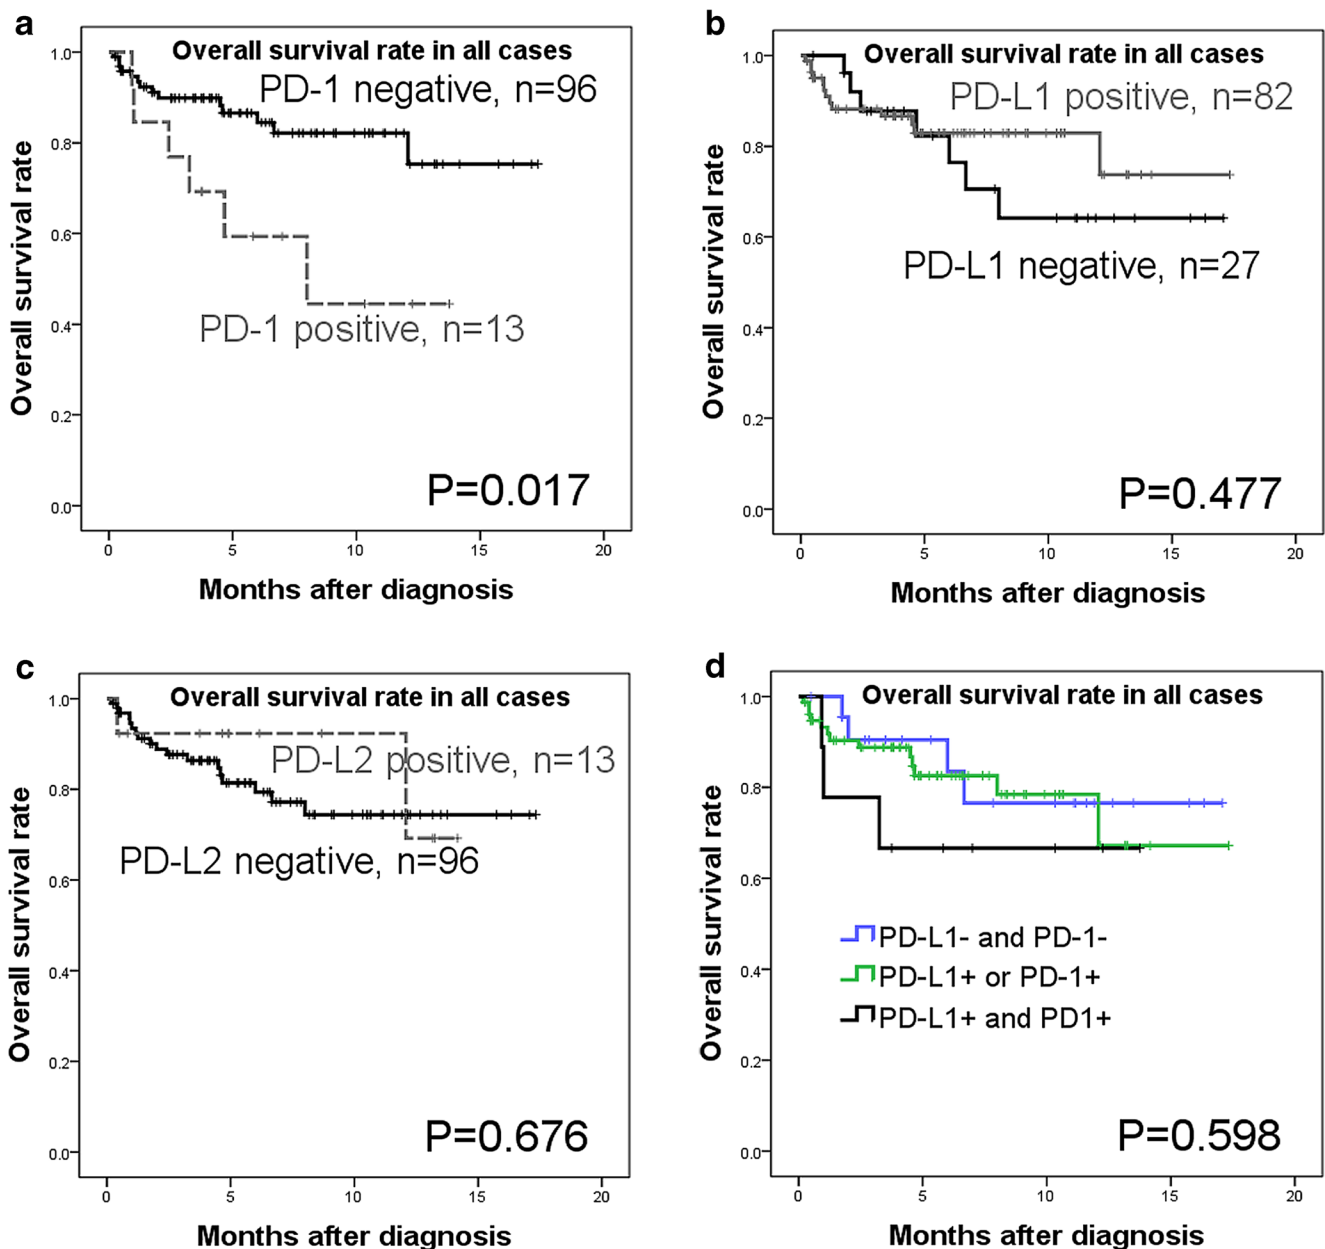 a
Overall survival rate in all cases
PD-1 negative, n=96
PD-1 positive, n=13
P=0.017
Overall survival rate
1.0
0.8
0.6
0.4
0.2
0.0
0 5 10 15 20
Months after diagnosis
b
Overall survival rate in all cases
PD-L1 positive, n=82
PD-L1 negative, n=27
P=0.477
Overall survival rate
1.0
0.8
0.6
0.4
0.2
0.0
0 5 10 15 20
Months after diagnosis
c
Overall survival rate in all cases
PD-L2 positive, n=13
PD-L2 negative, n=96
P=0.676
Overall survival rate
1.0
0.8
0.6
0.4
0.2
0.0
0 5 10 15 20
Months after diagnosis
d
Overall survival rate in all cases
PD-L1- and PD-1-
PD-L1+ or PD-1+
PD-L1+ and PD1+
P=0.598
Overall survival rate
1.0
0.8
0.6
0.4
0.2
0.0
0 5 10 15 20
Months after diagnosis